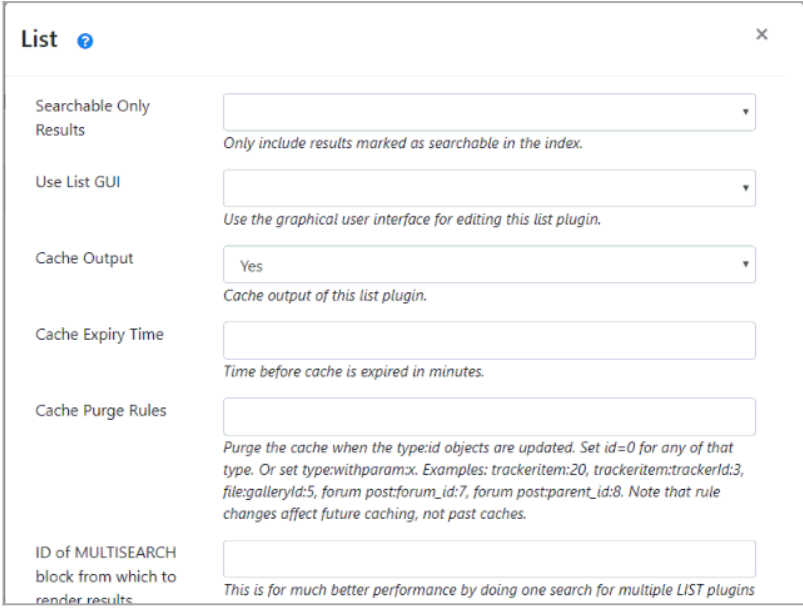 List ?
×
Searchable Only
Results
Only include results marked as searchable in the index.
Use List GUI
Use the graphical user interface for editing this list plugin.
Cache Output
Yes
Cache output of this list plugin.
Cache Expiry Time
Time before cache is expired in minutes.
Cache Purge Rules
Purge the cache when the type:id objects are updated. Set id=0 for any of that
type. Or set type:withparam:x. Examples: trackeritem:20, trackeritem:trackerId:3,
file:galleryId:5, forum post:forum_id:7, forum post:parent_id:8. Note that rule
changes affect future caching, not past caches.
ID of MULTISEARCH
block from which to
render results
This is for much better performance by doing one search for multiple LIST plugins